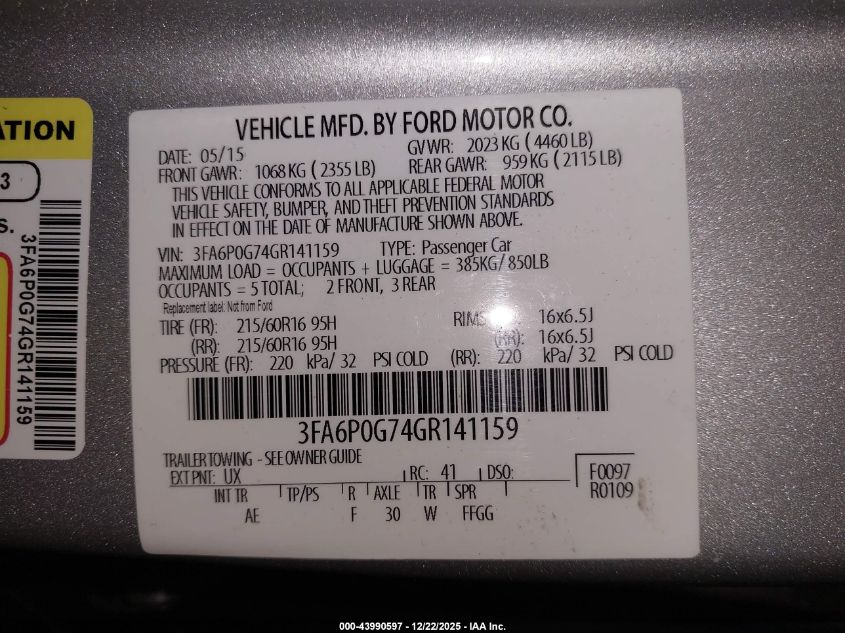 ATION
3
S.
3FA6P0G74GR141159
VEHICLE MFD. BY FORD MOTOR CO.
DATE: 05/15 GVWR: 2023 KG ( 4460 LB)
FRONT GAWR: 1068 KG ( 2355 LB) REAR GAWR: 959 KG ( 2115 LB)
THIS VEHICLE CONFORMS TO ALL APPLICABLE FEDERAL MOTOR
VEHICLE SAFETY, BUMPER, AND THEFT PREVENTION STANDARDS
IN EFFECT ON THE DATE OF MANUFACTURE SHOWN ABOVE.
VIN: 3FA6P0G74GR141159 TYPE: Passenger Car
MAXIMUM LOAD = OCCUPANTS + LUGGAGE = 385KG/ 850LB
OCCUPANTS = 5 TOTAL; 2 FRONT, 3 REAR
Replacement label: Not from Ford
TIRE (FR): 215/60R16 95H RIMS 16x6.5J
(RR): 215/60R16 95H (RR): 16x6.5J
PRESSURE (FR): 220 kPa/ 32 PSI COLD (RR): 220 kPa/ 32 PSI COLD
3FA6P0G74GR141159
TRAILER TOWING - SEE OWNER GUIDE
EXT PNT: UX RC: 41 DSO: F0097
INT TR TP/PS R AXLE TR SPR R0109
AE F 30 W FFGG
000-43990597 - 12/22/2025 - IAA Inc.